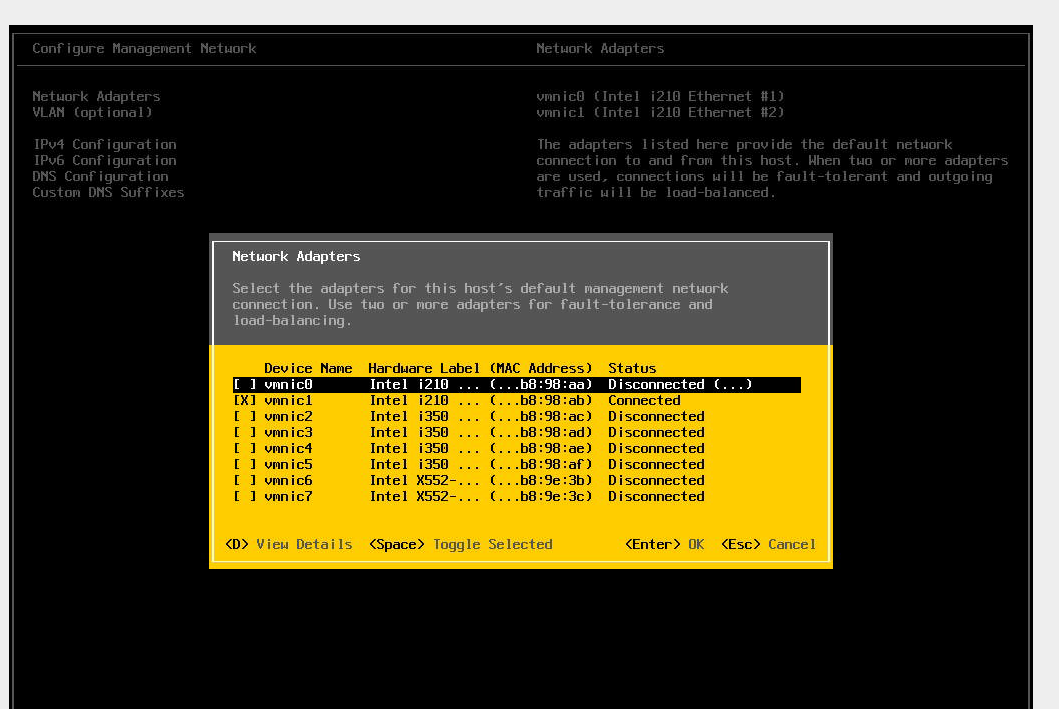 Configure Management Network
Network Adapters
Network Adapters
VLAN (optional)
IPv4 Configuration
IPv6 Configuration
DNS Configuration
Custom DNS Suffixes
vmnic0 (Intel i210 Ethernet #1)
vmnic1 (Intel i210 Ethernet #2)
The adapters listed here provide the default network
connection to and from this host. When two or more adapters
are used, connections will be fault-tolerant and outgoing
traffic will be load-balanced.
Network Adapters
Select the adapters for this host's default management network
connection. Use two or more adapters for fault-tolerance and
load-balancing.
Device Name Hardware Label (MAC Address) Status
[ ] vmnic0 Intel i210 ... (...b8:98:aa) Disconnected (...)
[X] vmnic1 Intel i210 ... (...b8:98:ab) Connected
[ ] vmnic2 Intel i350 ... (...b8:98:ac) Disconnected
[ ] vmnic3 Intel i350 ... (...b8:98:ad) Disconnected
[ ] vmnic4 Intel i350 ... (...b8:98:ae) Disconnected
[ ] vmnic5 Intel i350 ... (...b8:98:af) Disconnected
[ ] vmnic6 Intel X552-... (...b8:9e:3b) Disconnected
[ ] vmnic7 Intel X552-... (...b8:9e:3c) Disconnected
<D> View Details <Space> Toggle Selected <Enter> OK <Esc> Cancel